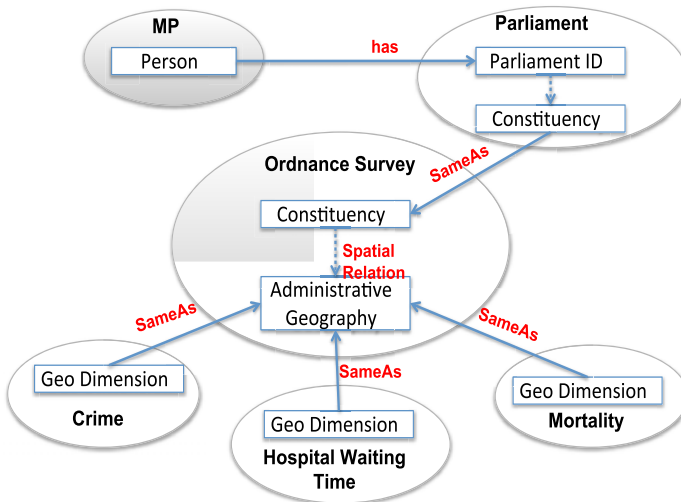 MP
Person
has
Parliament
Parliament ID
Constituency
SameAs
Ordnance Survey
Constituency
Spatial
Relation
Administrative
Geography
SameAs
Geo Dimension
Crime
SameAs
Geo Dimension
Hospital Waiting
Time
SameAs
Geo Dimension
Mortality